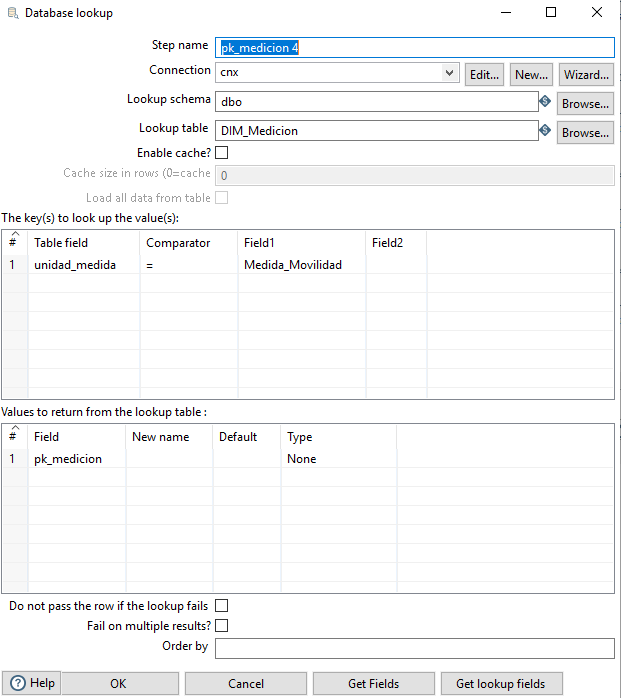 Database lookup
Step name pk_medicion 4
Connection cnx Edit... New... Wizard...
Lookup schema dbo Browse...
Lookup table DIM_Medicion Browse...
Enable cache?
Cache size in rows (0=cache 0
Load all data from table
The key(s) to look up the value(s):
# Table field Comparator Field1 Field2
1 unidad_medida = Medida_Movilidad
Values to return from the lookup table :
# Field New name Default Type
1 pk_medicion None
Do not pass the row if the lookup fails
Fail on multiple results?
Order by
Help OK Cancel Get Fields Get lookup fields